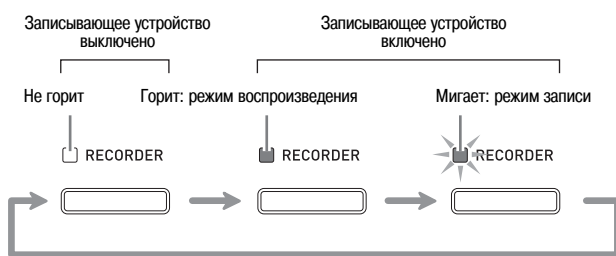 Записывающее устройство
выключено
Записывающее устройство
включено
Не горит
Горит: режим воспроизведения
Мигает: режим записи
RECORDER
RECORDER
RECORDER